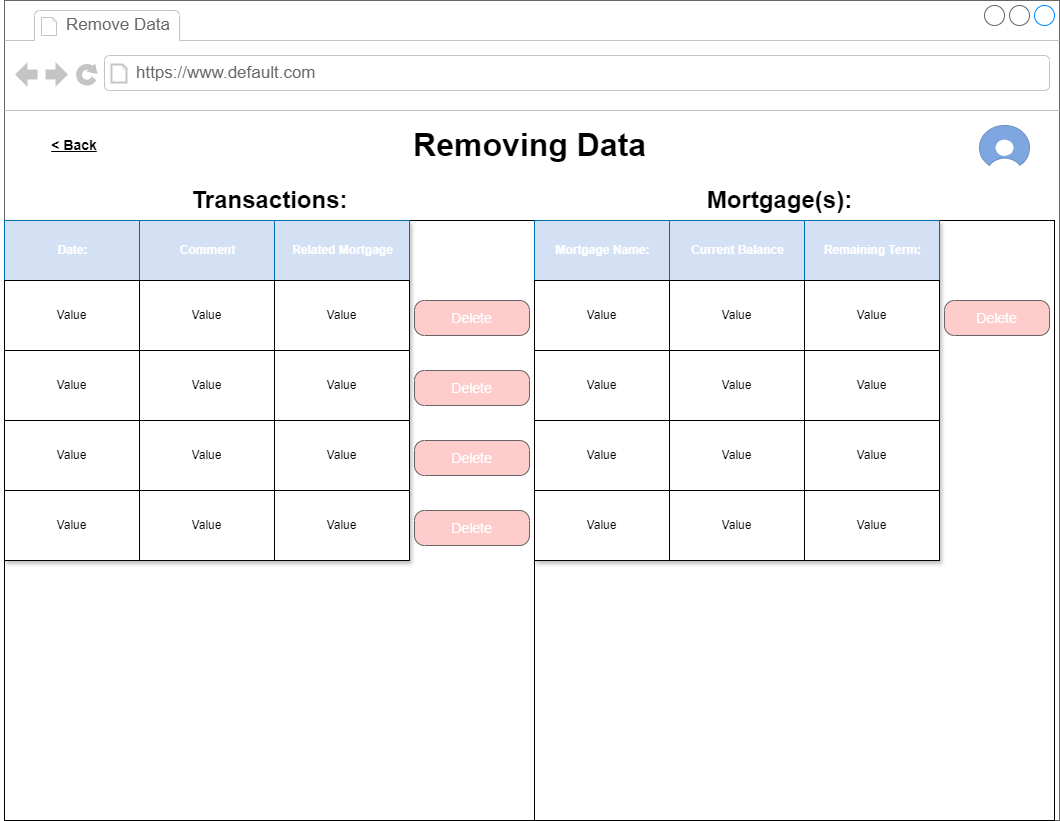 Remove Data
https://www.default.com
< Back
Removing Data
Transactions:
Mortgage(s):
Date: Comment Related Mortgage
Mortgage Name: Current Balance Remaining Term:
Value Value Value Delete
Value Value Value Delete
Value Value Value Delete
Value Value Value
Value Value Value Delete
Value Value Value
Value Value Value Delete
Value Value Value